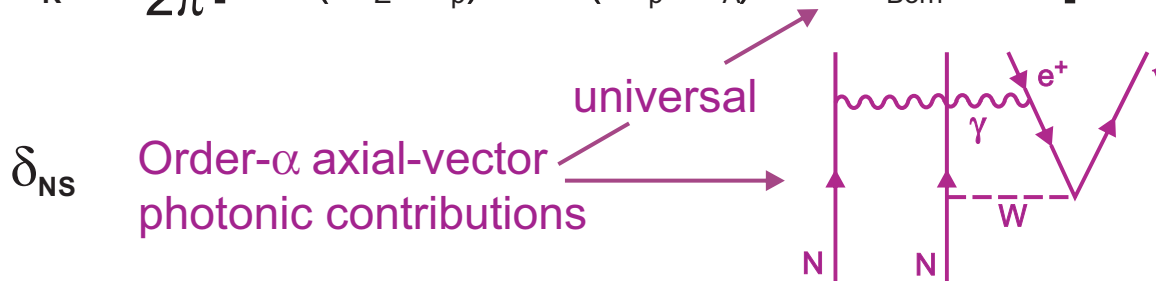 universal
δNS Order-α axial-vector
photonic contributions
e+
γ
W
N N